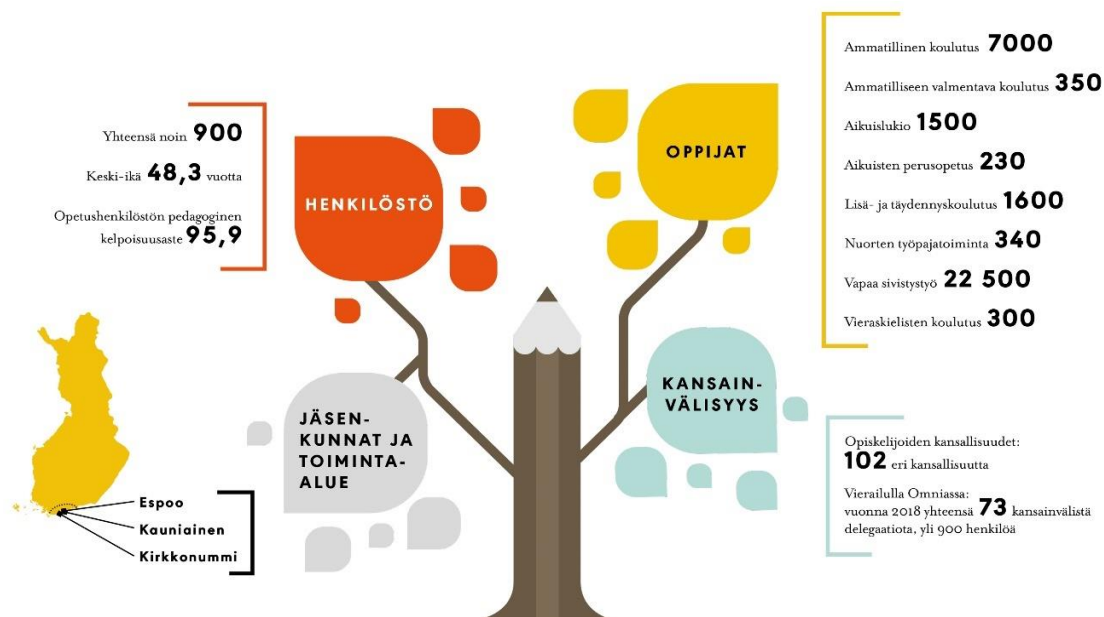 HENKILÖSTÖ
Yhteensä noin 900
Keski-ikä 48,3 vuotta
Opetushenkilöstön pedagoginen
kelpoisuusaste 95,9
OPPIJAT
Ammatillinen koulutus 7000
Ammatilliseen valmentava koulutus 350
Aikuislukio 1500
Aikuisten perusopetus 230
Lisä- ja täydennyskoulutus 1600
Nuorten työpajatoiminta 340
Vapaa sivistystyö 22 500
Vieraskielisten koulutus 300
JÄSEN-
KUNNAT JA
TOIMINTA-
ALUE
Espoo
Kauniainen
Kirkkonummi
KANSAIN-
VÄLISYYS
Opiskelijoiden kansallisuudet:
102 eri kansallisuutta
Vierailulla Omniassa:
vuonna 2018 yhteensä 73 kansainvälistä
delegaatiota, yli 900 henkilöä